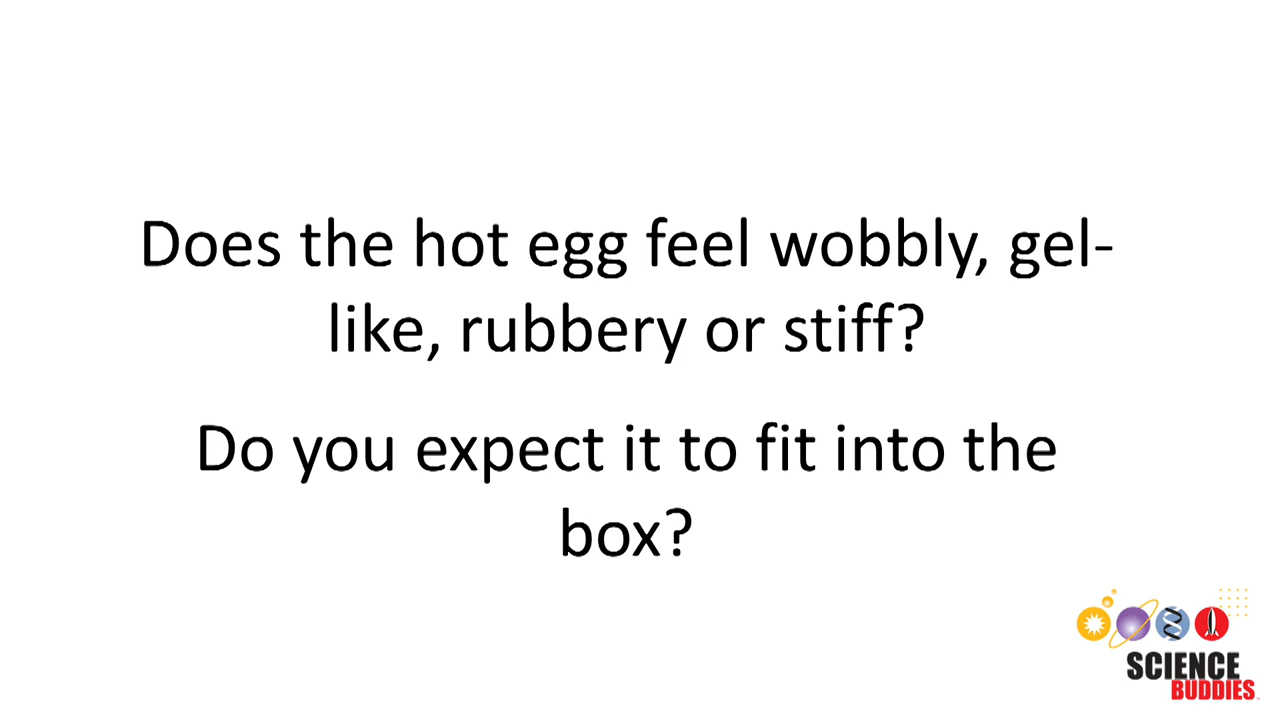 Does the hot egg feel wobbly, gel-
like, rubbery or stiff?
Do you expect it to fit into the
box?
SCIENCE
BUDDIES